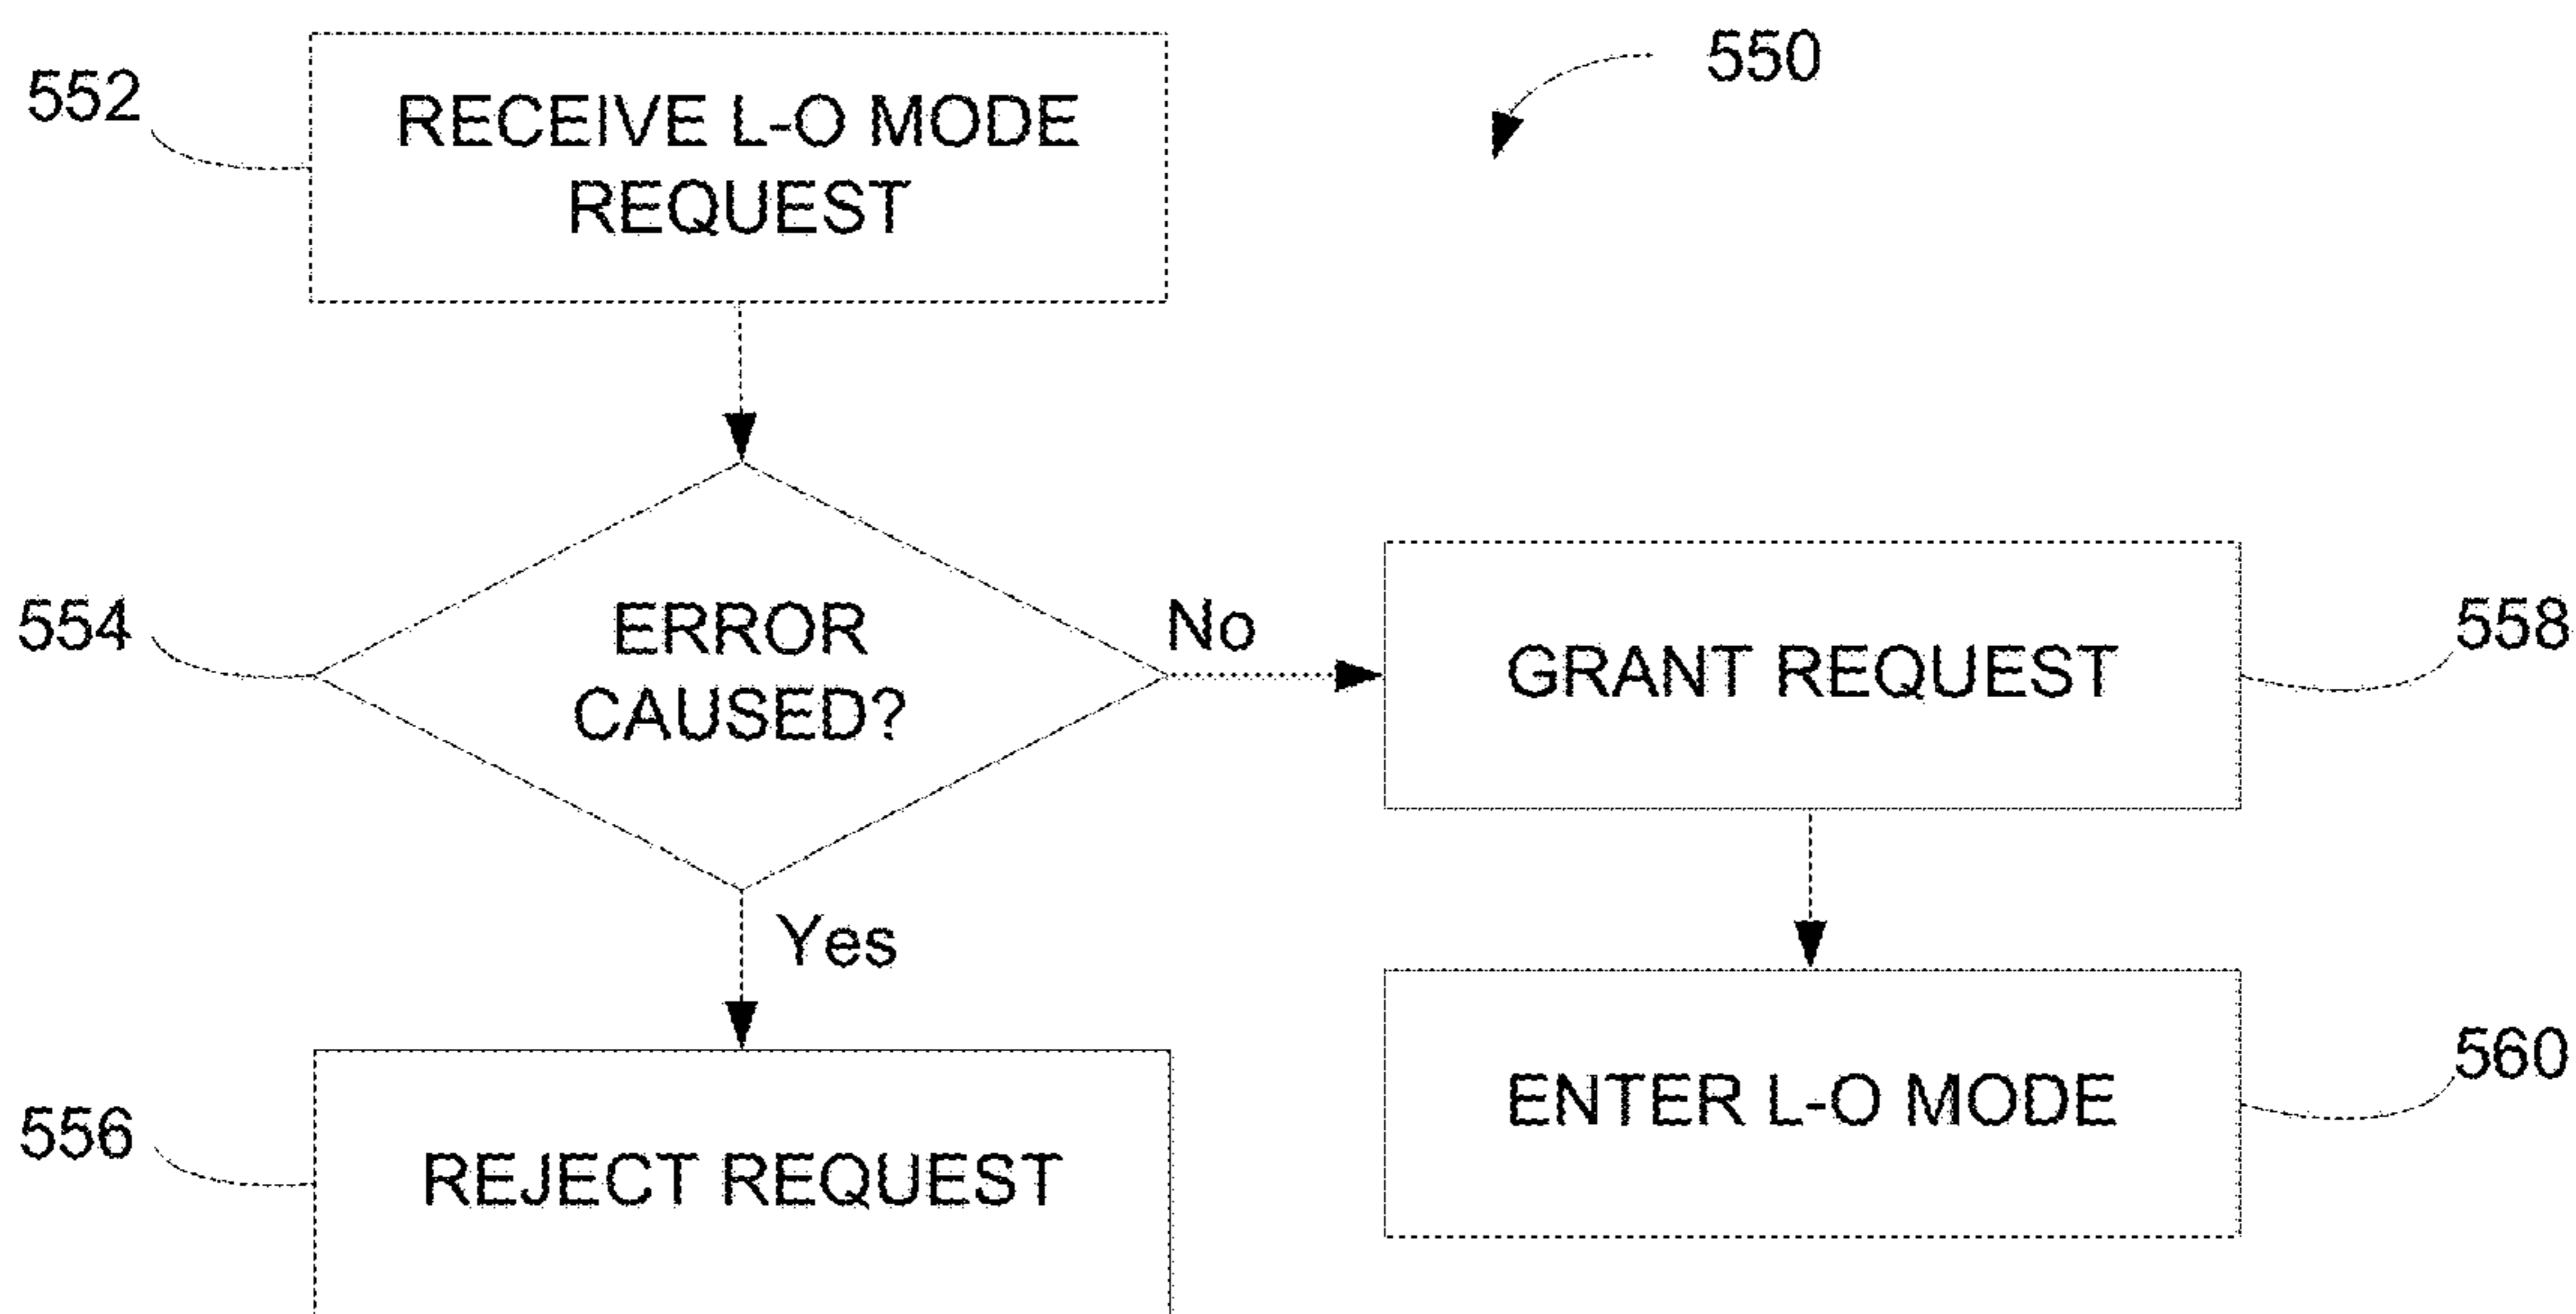 550
552
RECEIVE L-O MODE
REQUEST
554
ERROR
CAUSED?
No
558
GRANT REQUEST
Yes
556
REJECT REQUEST
560
ENTER L-O MODE